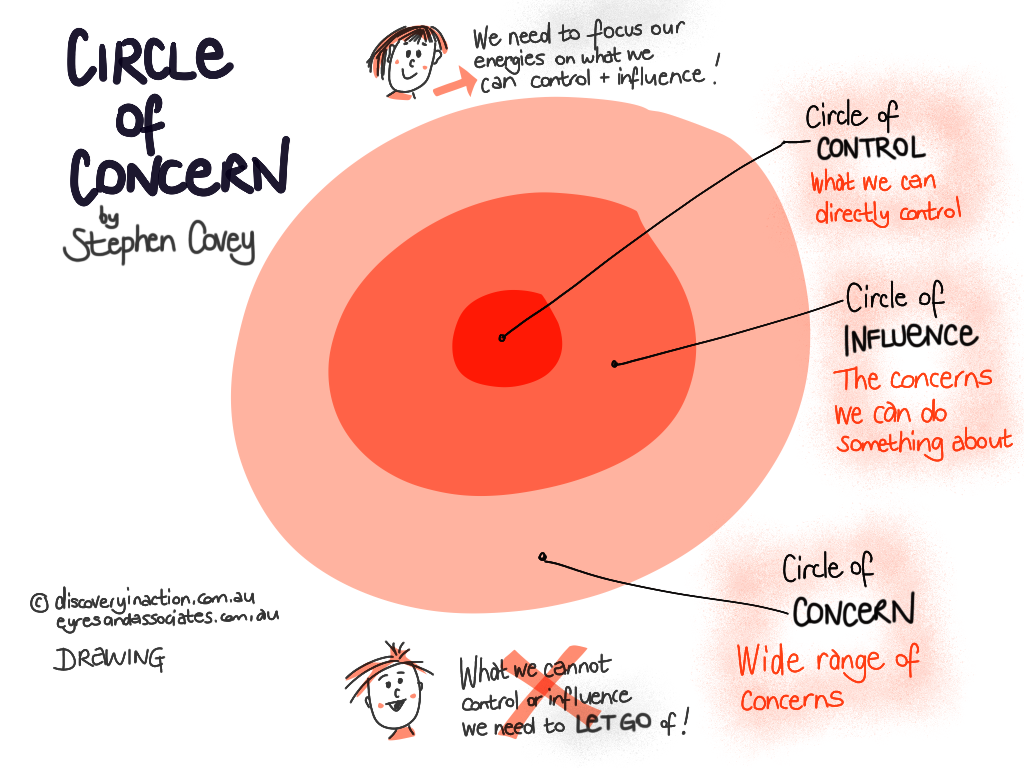 CIRCLE
of
CONCERN
by
Stephen Covey
We need to focus our
energies on what we
can control + influence!
Circle of
CONTROL
What we can
directly control
Circle of
INFLUENCE
The concerns
we can do
something about
Circle of
CONCERN
Wide range of
concerns
© discoveryinaction.com.au
eyresandassociates.com.au
DRAWING
What we cannot
control or influence
we need to LET GO of!